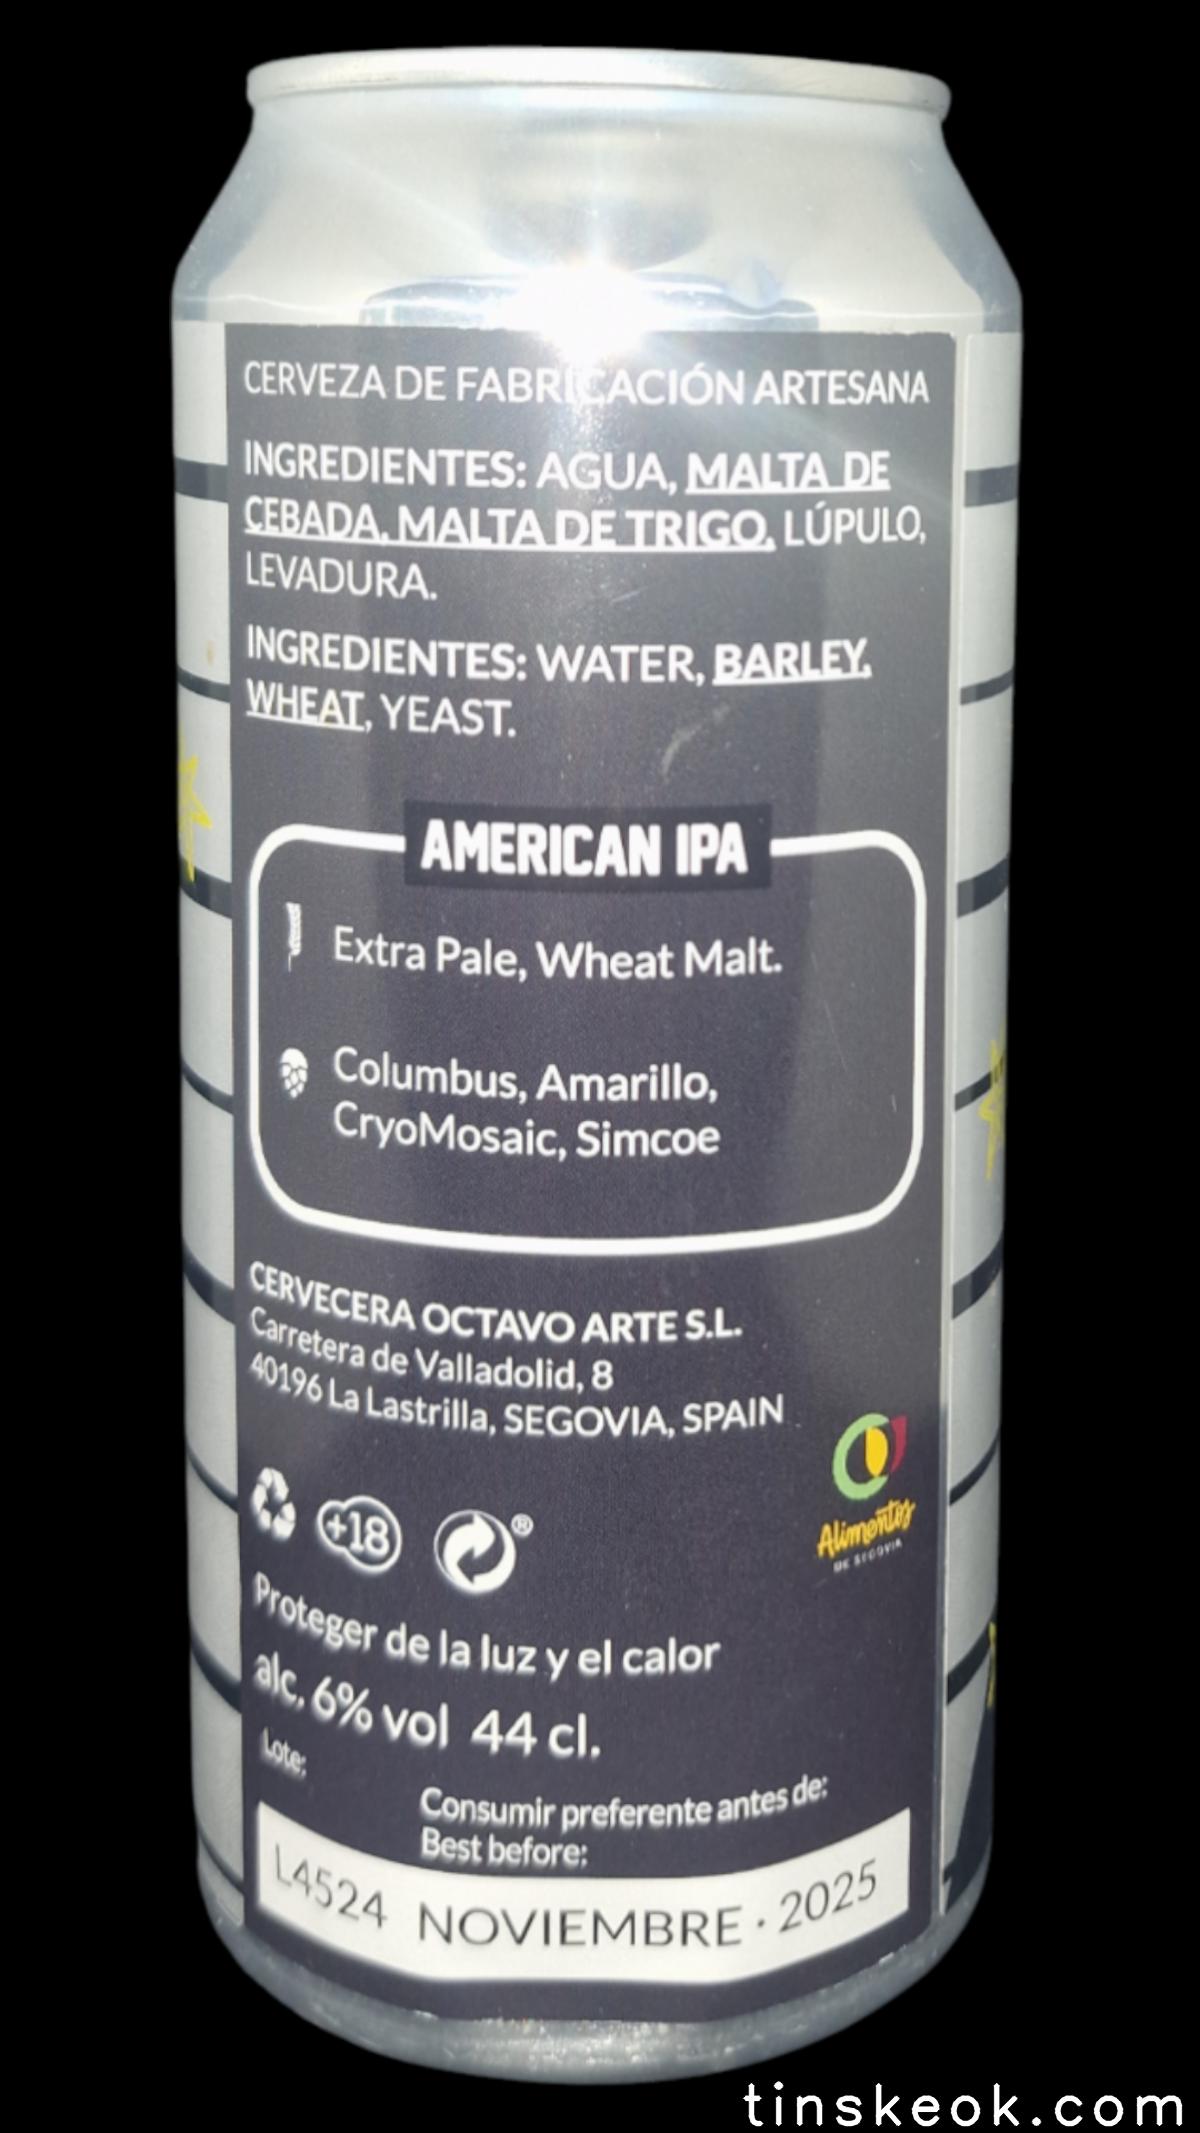 CERVEZA DE FABRICACIÓN ARTESANA
INGREDIENTES: AGUA, MALTA DE
CEBADA, MALTA DE TRIGO, LÚPULO,
LEVADURA.
INGREDIENTES: WATER, BARLEY,
WHEAT, YEAST.
AMERICAN IPA
Extra Pale, Wheat Malt.
Columbus, Amarillo,
CryoMosaic, Simcoe
CERVECERA OCTAVO ARTE S.L.
Carretera de Valladolid, 8
40196 La Lastrilla, SEGOVIA, SPAIN
+18 ®
Alimentos
DE SEGOVIA
Proteger de la luz y el calor
alc. 6% vol 44 cl.
Lote:
Consumir preferente antes de:
Best before:
L4524 NOVIEMBRE · 2025
tinskeok.com